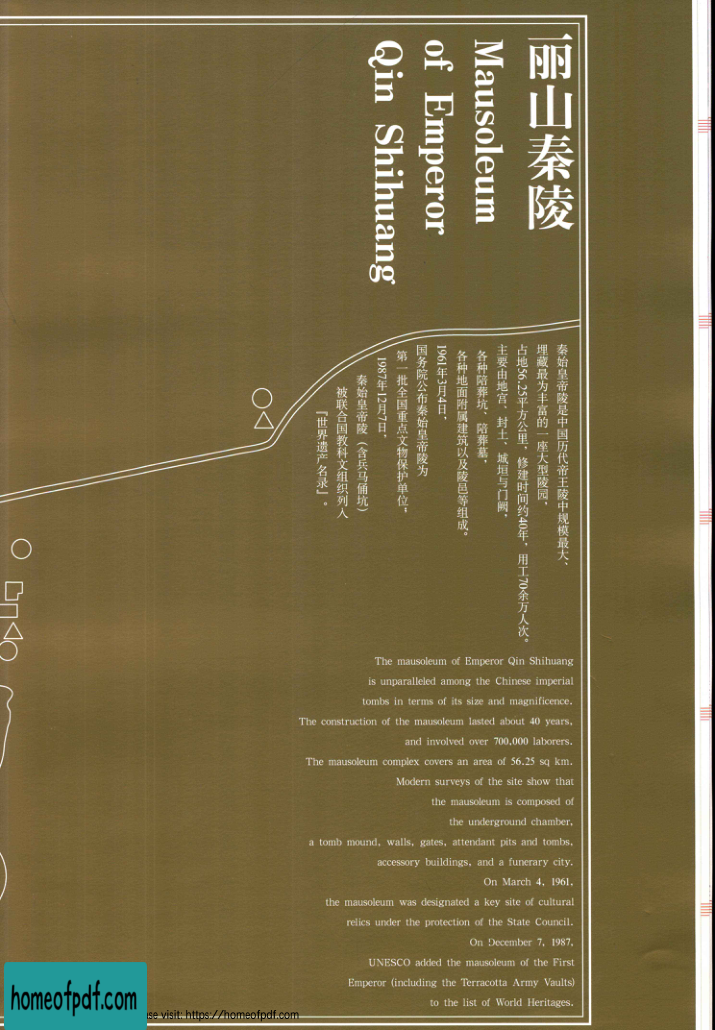 丽山秦陵
Mausoleum
of Emperor
Qin Shihuang
秦始皇帝陵是中国历代帝王陵中规模最大、
埋藏最为丰富的一座大型陵园，
占地56.25平方公里，修建时间约40年，用工70余万人次。
主要由地宫、封土、城垣与门阙，
各种陪葬坑、陪葬墓，
各种地面附属建筑以及陵邑等组成。
1961年3月4日，
国务院公布秦始皇帝陵为
第一批全国重点文物保护单位。
1987年12月7日，
秦始皇帝陵（含兵马俑坑）
被联合国教科文组织列入
『世界遗产名录』。
The mausoleum of Emperor Qin Shihuang
is unparalleled among the Chinese imperial
tombs in terms of its size and magnificence.
The construction of the mausoleum lasted about 40 years,
and involved over 700,000 laborers.
The mausoleum complex covers an area of 56.25 sq km.
Modern surveys of the site show that
the mausoleum is composed of
the underground chamber,
a tomb mound, walls, gates, attendant pits and tombs,
accessory buildings, and a funerary city.
On March 4, 1961,
the mausoleum was designated a key site of cultural
relics under the protection of the State Council.
On December 7, 1987,
UNESCO added the mausoleum of the First
Emperor (including the Terracotta Army Vaults)
to the list of World Heritages.
homeofpdf.com
se visit: https://homeofpdf.com